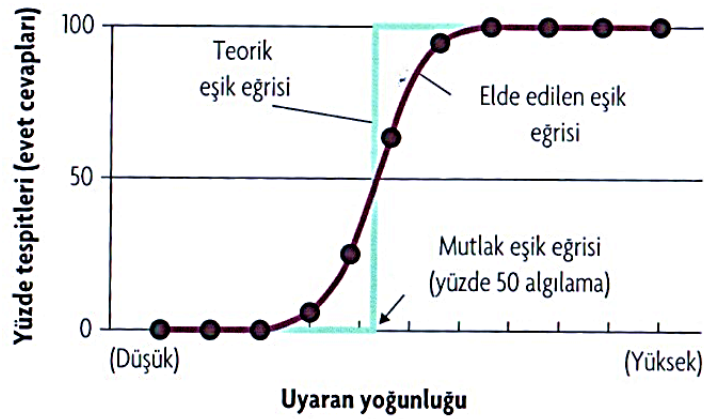 Yüzde tespitleri (evet cevapları)
100
50
0
Teorik
eşik eğrisi
Elde edilen eşik
eğrisi
Mutlak eşik eğrisi
(yüzde 50 algılama)
(Düşük)
(Yüksek)
Uyaran yoğunluğu